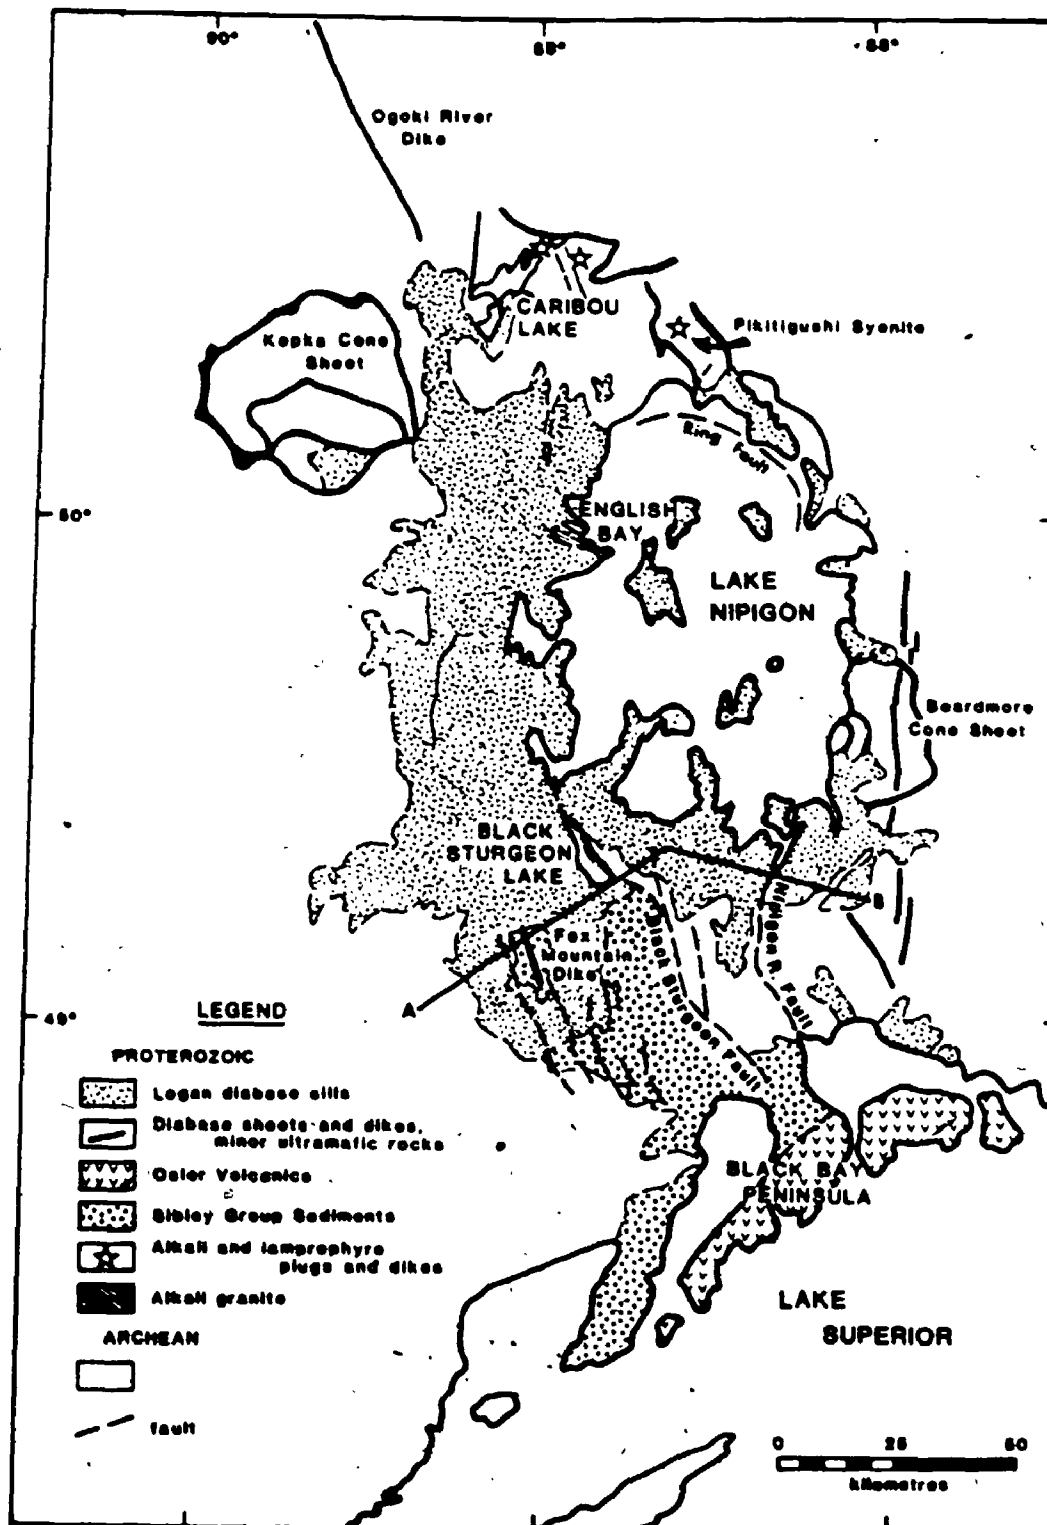 90°
89°
88°
Ogoki River
Dike
CARIBOU
LAKE
Pikitigushi Syenite
Kopka Cone
Sheet
Ring Fault
50°
ENGLISH
BAY
LAKE
NIPIGON
Beardmore
Cone Sheet
BLACK
STURGEON
LAKE
B
Nipigon R. Fault
Fox
Mountain
Dike
Black Sturgeon Fault
A
49°
LEGEND
PROTEROZOIC
Logan diabase sills
Diabase sheets and dikes,
minor ultramafic rocks
Osler Volcanics
Sibley Group Sediments
Alkali and lamprophyre
plugs and dikes
Alkali granite
ARCHEAN
fault
BLACK BAY
PENINSULA
LAKE
SUPERIOR
0 25 50
kilometres